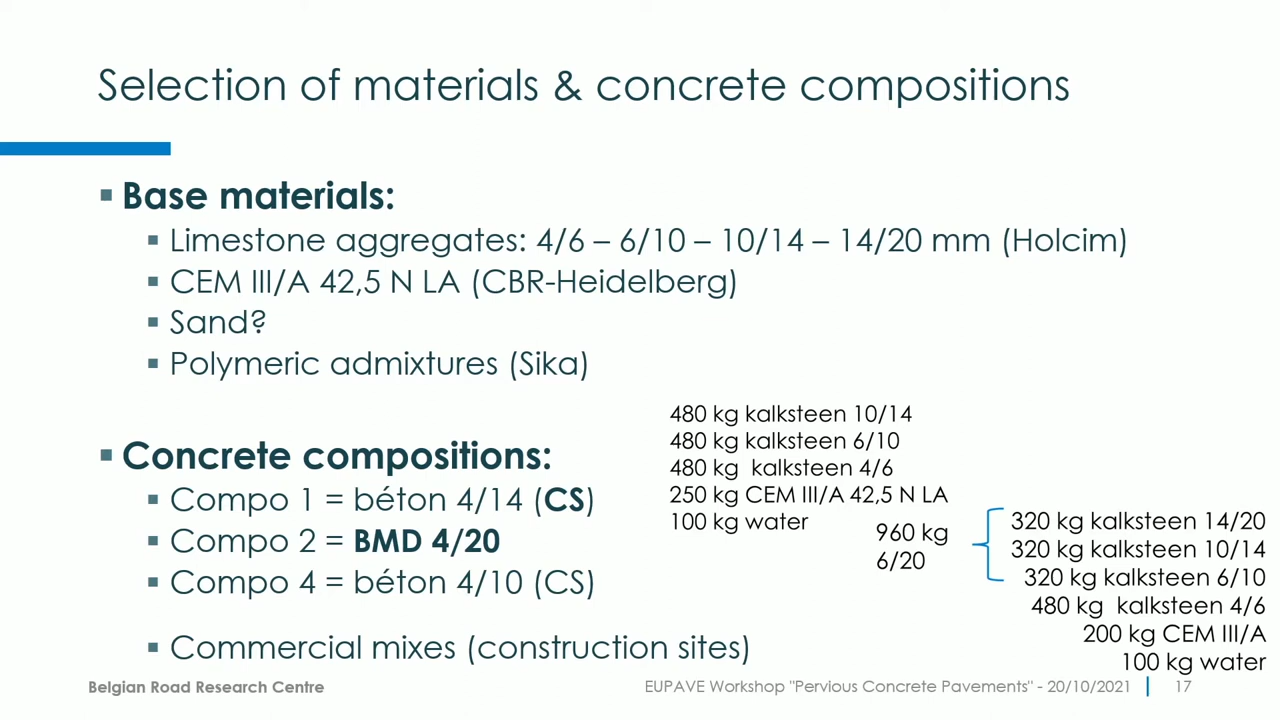 Selection of materials & concrete compositions
▪ Base materials:
▪ Limestone aggregates: 4/6 – 6/10 – 10/14 – 14/20 mm (Holcim)
▪ CEM III/A 42,5 N LA (CBR-Heidelberg)
▪ Sand?
▪ Polymeric admixtures (Sika)
▪ Concrete compositions:
▪ Compo 1 = béton 4/14 (CS)
▪ Compo 2 = BMD 4/20
▪ Compo 4 = béton 4/10 (CS)
▪ Commercial mixes (construction sites)
480 kg kalksteen 10/14
480 kg kalksteen 6/10
480 kg kalksteen 4/6
250 kg CEM III/A 42,5 N LA
100 kg water
960 kg
6/20
320 kg kalksteen 14/20
320 kg kalksteen 10/14
320 kg kalksteen 6/10
480 kg kalksteen 4/6
200 kg CEM III/A
100 kg water
Belgian Road Research Centre
EUPAVE Workshop "Pervious Concrete Pavements" - 20/10/2021
17